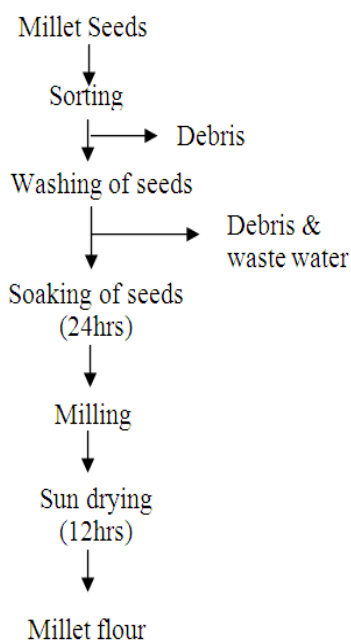 Millet Seeds
Sorting
Debris
Washing of seeds
Debris &
waste water
Soaking of seeds
(24hrs)
Milling
Sun drying
(12hrs)
Millet flour